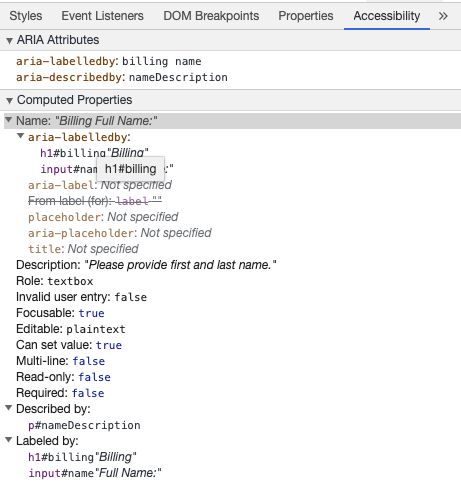 Styles Event Listeners DOM Breakpoints Properties Accessibility »
▼ ARIA Attributes
aria-labelledby: billing name
aria-describedby: nameDescription
▼ Computed Properties
▼ Name: "Billing Full Name:"
▼ aria-labelledby:
h1#billing"Billing"
input#nam :"
h1#billing
aria-label: Not specified
From label (for): label ""
placeholder: Not specified
aria-placeholder: Not specified
title: Not specified
Description: "Please provide first and last name."
Role: textbox
Invalid user entry: false
Focusable: true
Editable: plaintext
Can set value: true
Multi-line: false
Read-only: false
Required: false
▼ Described by:
p#nameDescription
▼ Labeled by:
h1#billing"Billing"
input#name"Full Name:"